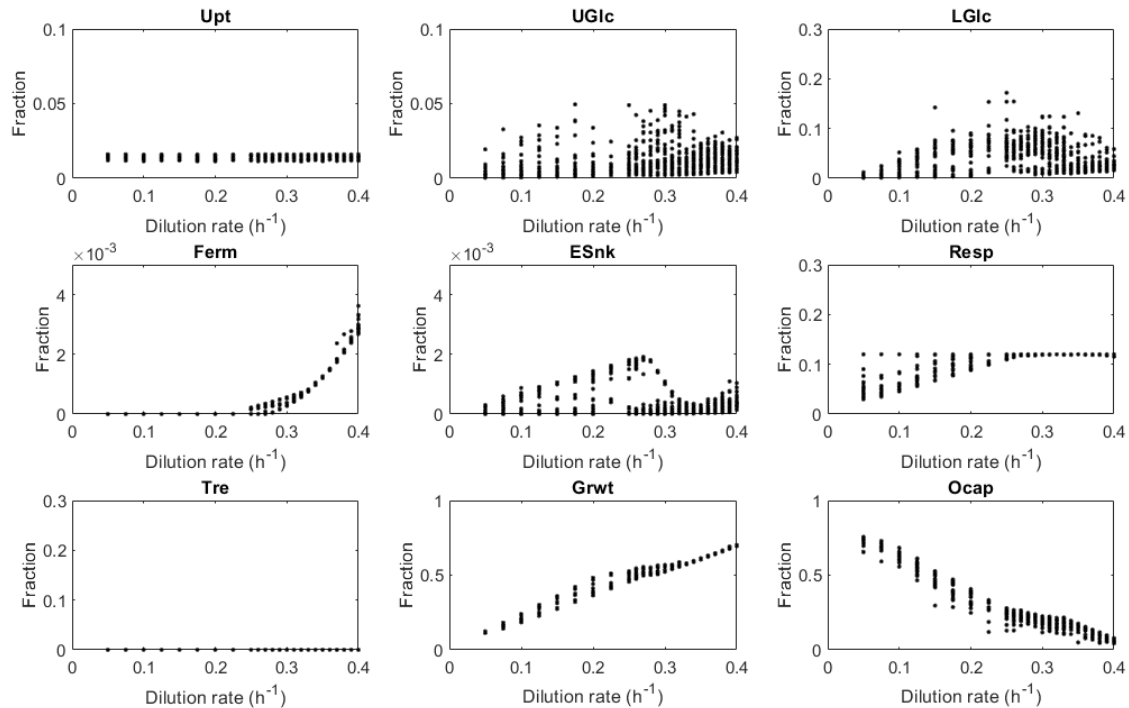 Upt
UGlc
LGlc
0.1
0.05
0
Fraction
0 0.1 0.2 0.3 0.4
Dilution rate (h⁻¹)
0.1
0.05
0
Fraction
0 0.1 0.2 0.3 0.4
Dilution rate (h⁻¹)
0.3
0.2
0.1
0
Fraction
0 0.1 0.2 0.3 0.4
Dilution rate (h⁻¹)
Ferm
ESnk
Resp
×10⁻³
4
2
0
Fraction
0 0.1 0.2 0.3 0.4
Dilution rate (h⁻¹)
×10⁻³
4
2
0
Fraction
0 0.1 0.2 0.3 0.4
Dilution rate (h⁻¹)
0.3
0.2
0.1
0
Fraction
0 0.1 0.2 0.3 0.4
Dilution rate (h⁻¹)
Tre
Grwt
Ocap
0.3
0.2
0.1
0
Fraction
0 0.1 0.2 0.3 0.4
Dilution rate (h⁻¹)
1
0.5
0
Fraction
0 0.1 0.2 0.3 0.4
Dilution rate (h⁻¹)
1
0.5
0
Fraction
0 0.1 0.2 0.3 0.4
Dilution rate (h⁻¹)